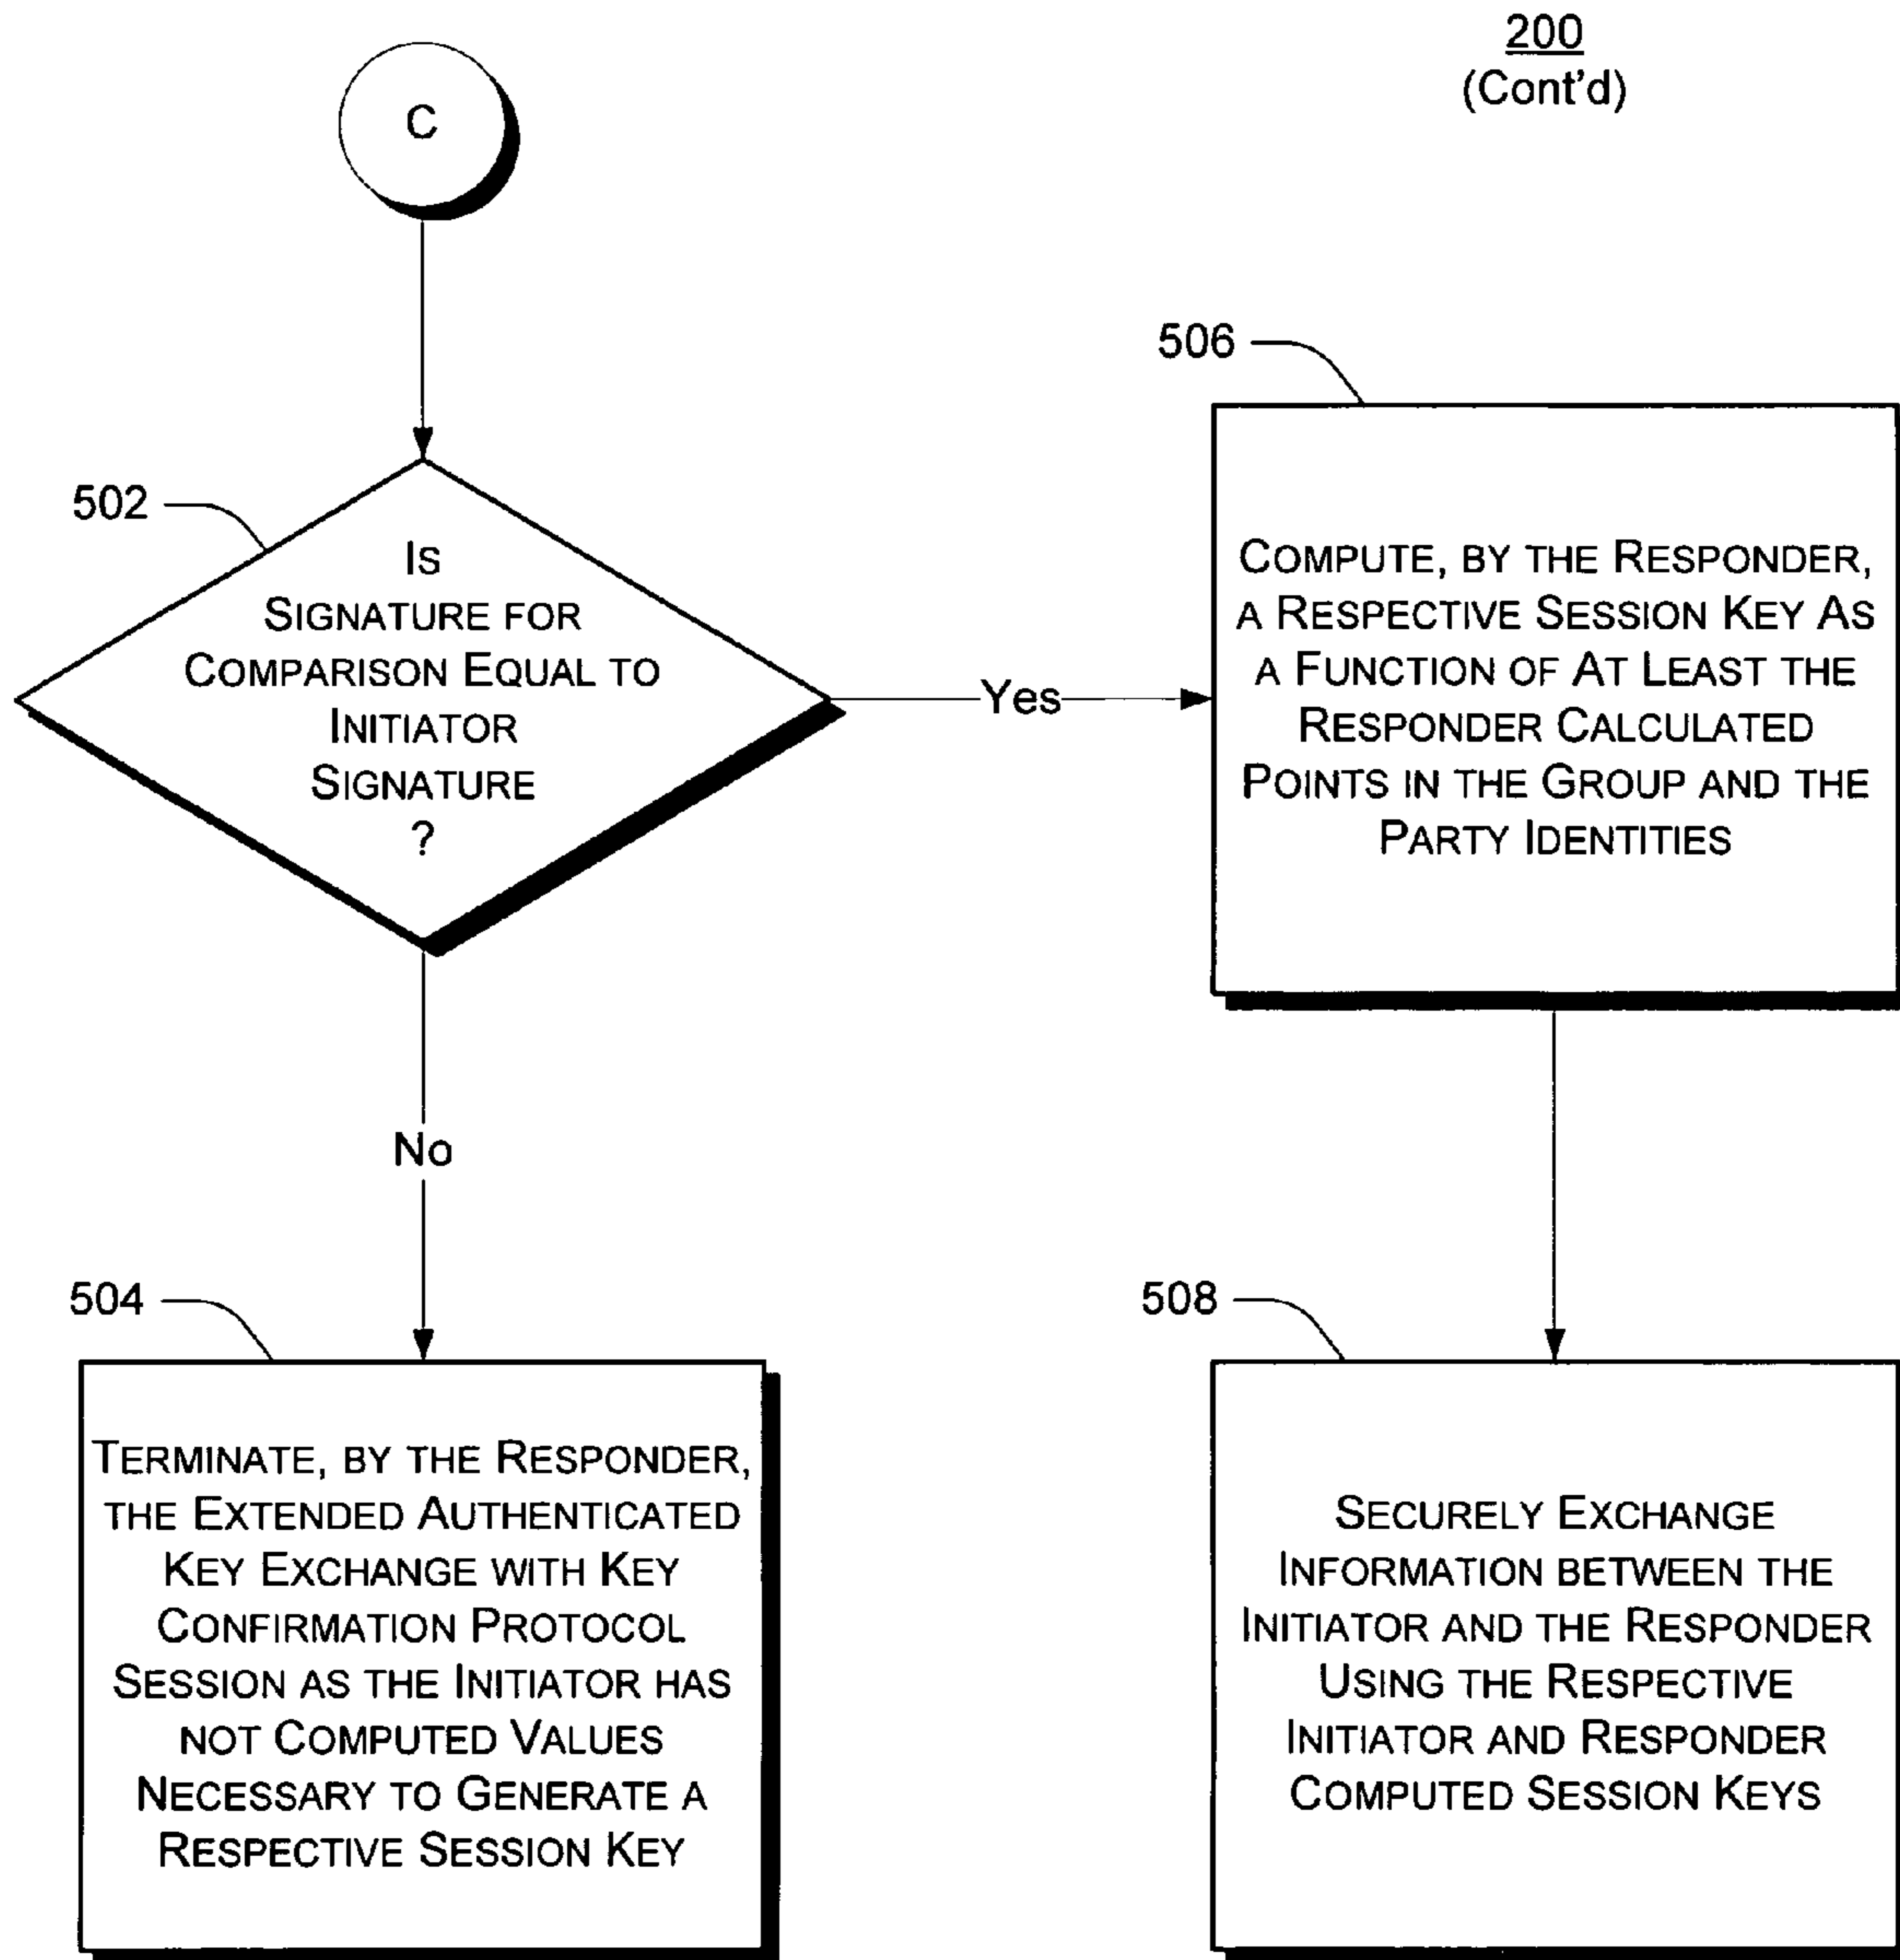 200
(Cont'd)
C
502
IS
SIGNATURE FOR
COMPARISON EQUAL TO
INITIATOR
SIGNATURE
?
Yes
No
506
COMPUTE, BY THE RESPONDER,
A RESPECTIVE SESSION KEY AS
A FUNCTION OF AT LEAST THE
RESPONDER CALCULATED
POINTS IN THE GROUP AND THE
PARTY IDENTITIES
504
TERMINATE, BY THE RESPONDER,
THE EXTENDED AUTHENTICATED
KEY EXCHANGE WITH KEY
CONFIRMATION PROTOCOL
SESSION AS THE INITIATOR HAS
NOT COMPUTED VALUES
NECESSARY TO GENERATE A
RESPECTIVE SESSION KEY
508
SECURELY EXCHANGE
INFORMATION BETWEEN THE
INITIATOR AND THE RESPONDER
USING THE RESPECTIVE
INITIATOR AND RESPONDER
COMPUTED SESSION KEYS